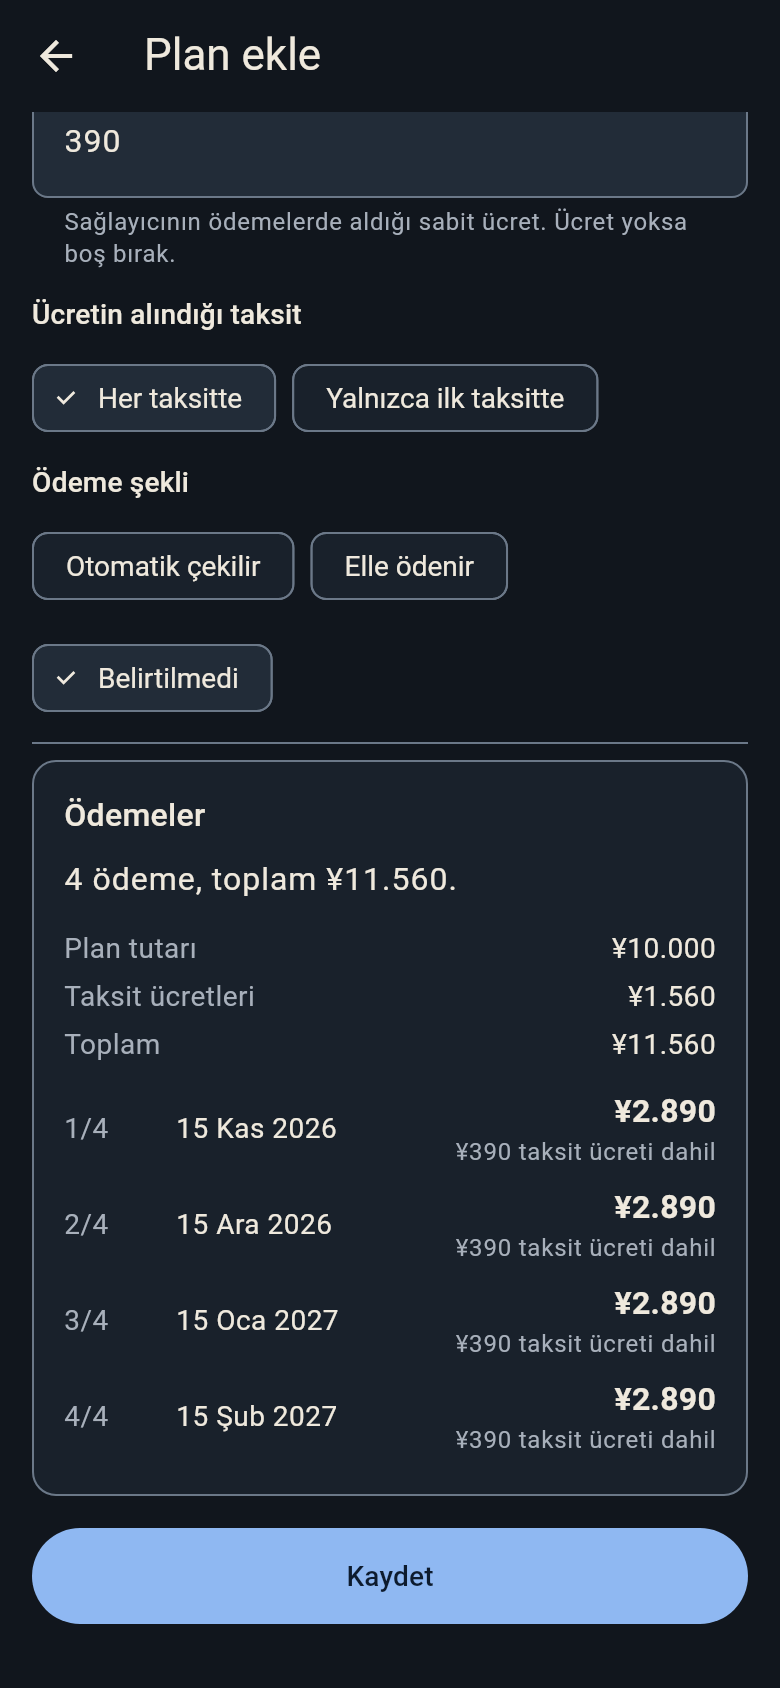 Plan ekle
390
Sağlayıcının ödemelerde aldığı sabit ücret. Ücret yoksa
boş bırak.
Ücretin alındığı taksit
Her taksitte
Yalnızca ilk taksitte
Ödeme şekli
Otomatik çekilir
Elle ödenir
Belirtilmedi
Ödemeler
4 ödeme, toplam ¥11.560.
Plan tutarı ¥10.000
Taksit ücretleri ¥1.560
Toplam ¥11.560
1/4 15 Kas 2026 ¥2.890
¥390 taksit ücreti dahil
2/4 15 Ara 2026 ¥2.890
¥390 taksit ücreti dahil
3/4 15 Oca 2027 ¥2.890
¥390 taksit ücreti dahil
4/4 15 Şub 2027 ¥2.890
¥390 taksit ücreti dahil
Kaydet